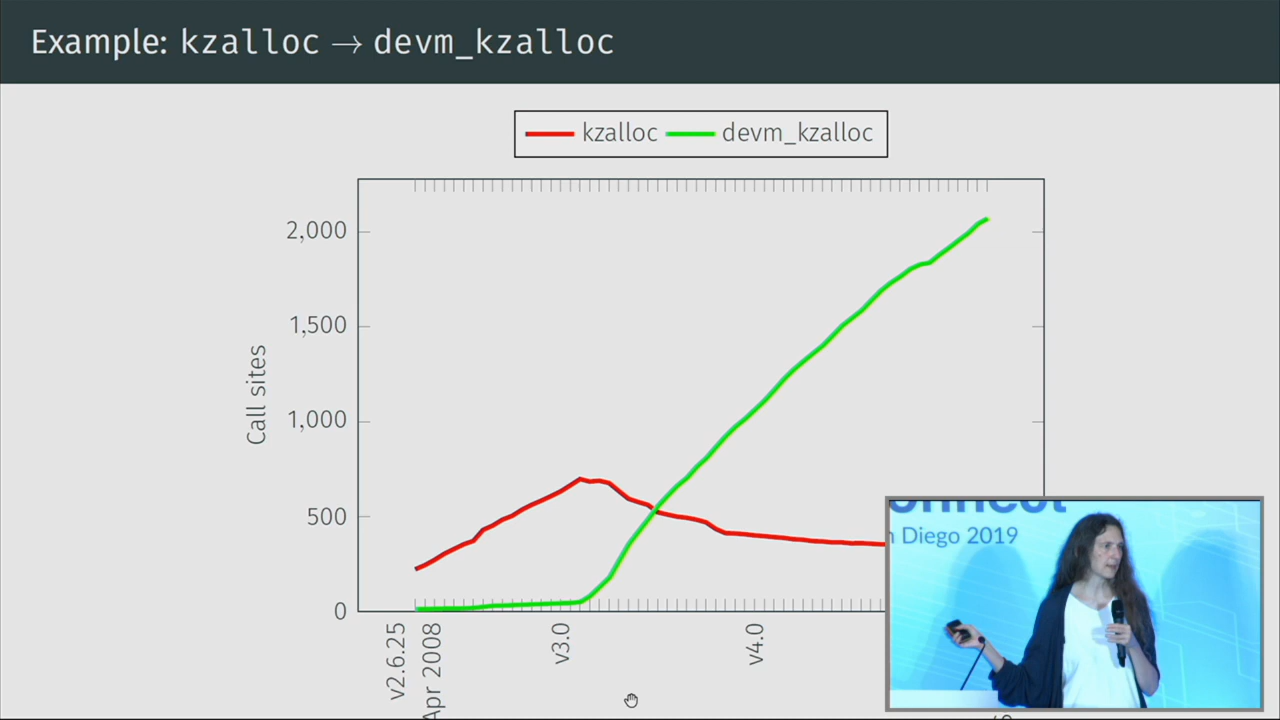 Example: kzalloc → devm_kzalloc
kzalloc devm_kzalloc
2,000
1,500
1,000
500
0
Call sites
v2.6.25
Apr 2008
v3.0
v4.0
Diego 2019